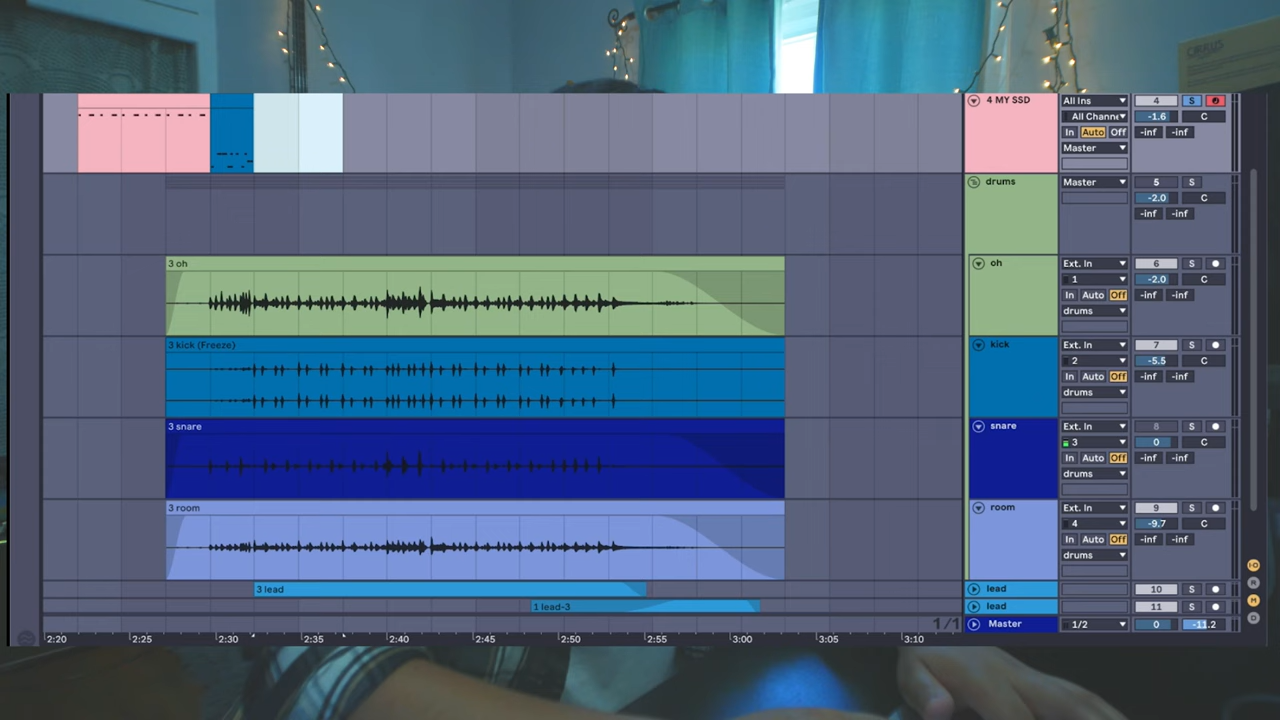 CIRKUS
4 MY SSD
All Ins
4
S
All Channe
-1.6
C
In Auto Off
-inf -inf
Master
drums
Master
5
S
-2.0
C
-inf -inf
3 oh
oh
Ext. In
6
S
1
-2.0
C
In Auto Off
-inf -inf
drums
3 kick (Freeze)
kick
Ext. In
7
S
2
-5.5
C
In Auto Off
-inf -inf
drums
3 snare
snare
Ext. In
8
S
3
0
C
In Auto Off
-inf -inf
drums
3 room
room
Ext. In
9
S
4
-9.7
C
In Auto Off
-inf -inf
drums
3 lead
lead
10
S
1 lead-3
lead
11
S
1/1
Master
1/2
0
-11.2
2:20 2:25 2:30 2:35 2:40 2:45 2:50 2:55 3:00 3:05 3:10
I·O
R
M
D